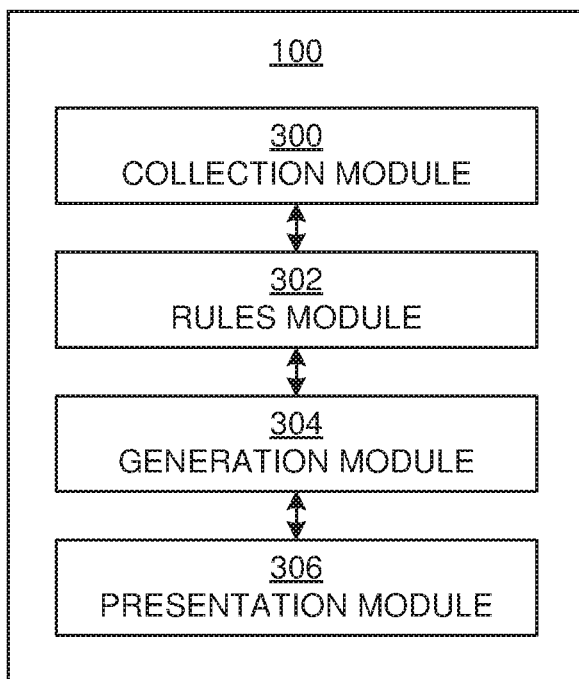 100
300
COLLECTION MODULE
302
RULES MODULE
304
GENERATION MODULE
306
PRESENTATION MODULE